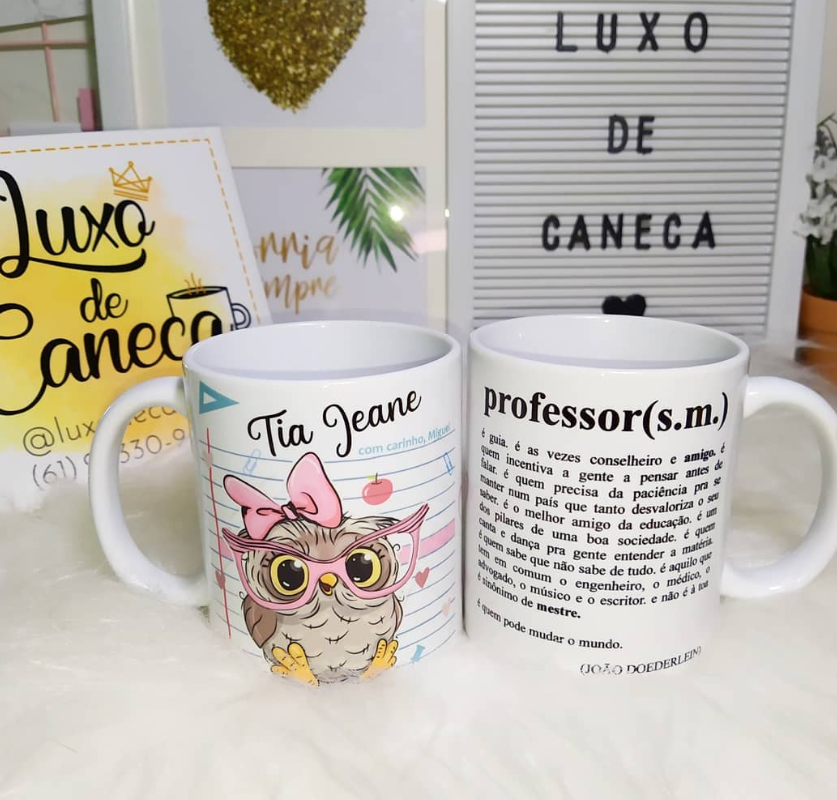 LUXO
DE
CANECA
Luxo
de
Caneca
(61)
Tia Jeane
com carinho, Miguel
professor(s.m.)
é guia, é as vezes conselheiro e amigo. é
quem incentiva a gente a pensar antes de
falar. é quem precisa da paciência pra se
manter num país que tanto desvaloriza o seu
saber. é o melhor amigo da educação. é um
dos pilares de uma boa sociedade. é quem
canta e dança pra gente entender a matéria.
é quem sabe que não sabe de tudo. é aquilo que
tem em comum o engenheiro, o médico, o
advogado, o músico e o escritor. e não é à toa
é sinônimo de mestre.
é quem pode mudar o mundo.
(JOÃO DOEDERLEIN)